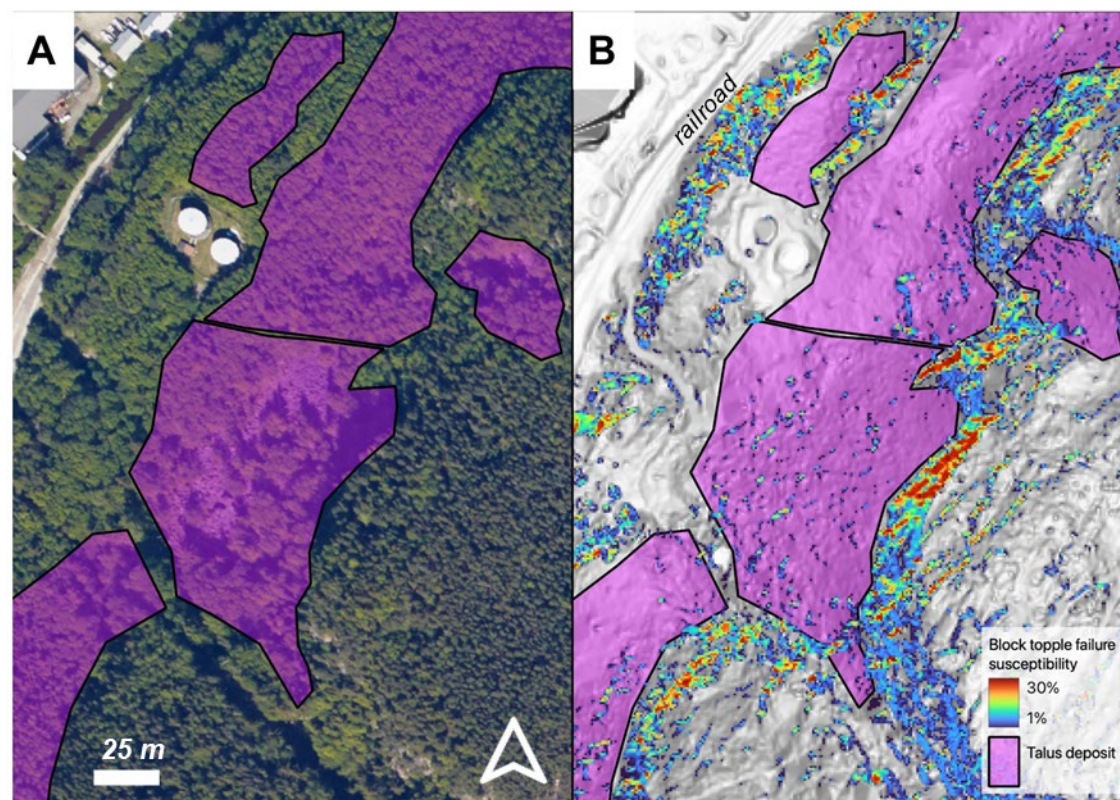 A
B
railroad
25 m
Block topple failure
susceptibility
30%
1%
Talus deposit